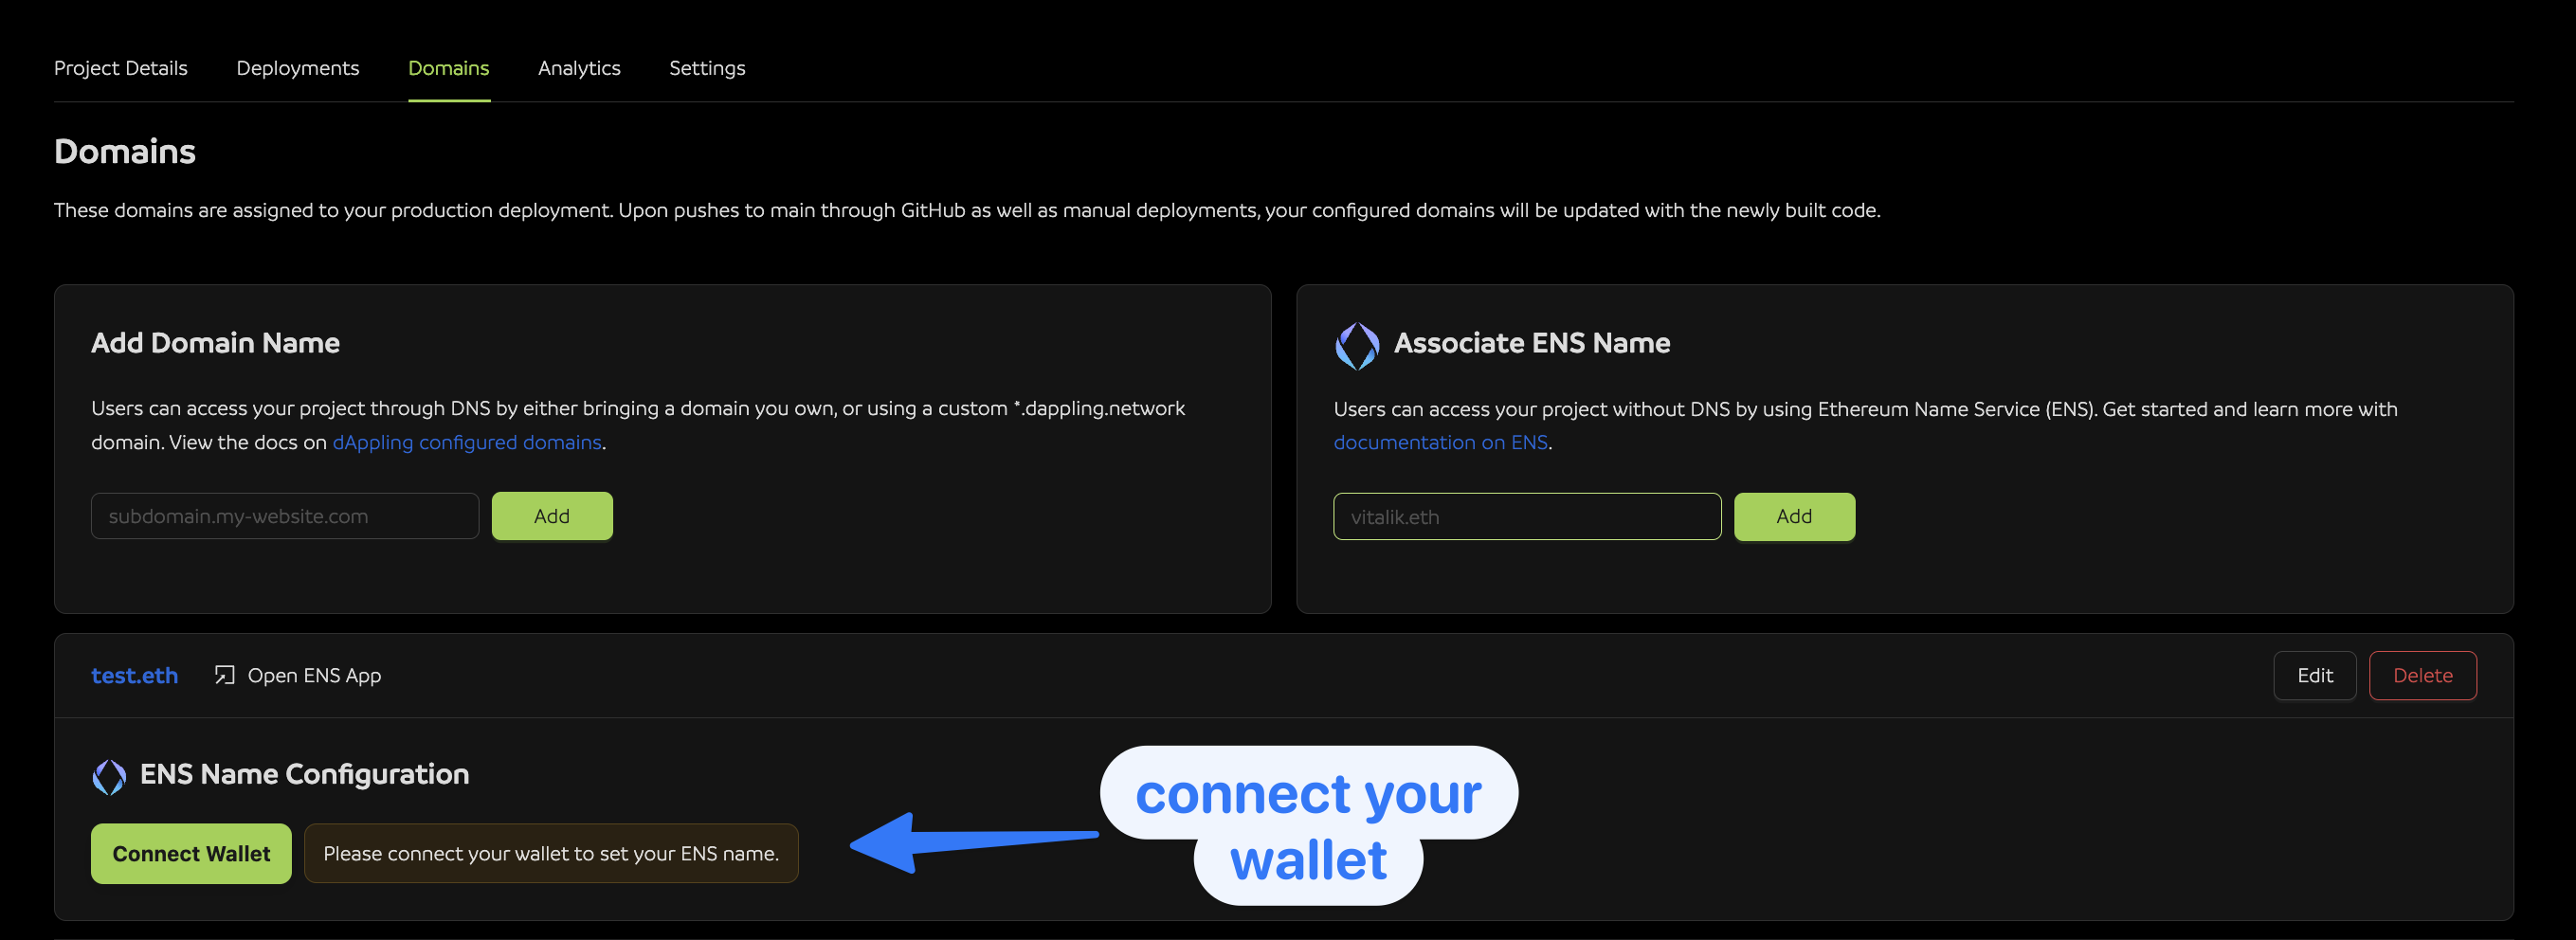 Project Details
Deployments
Domains
Analytics
Settings
Domains
These domains are assigned to your production deployment. Upon pushes to main through GitHub as well as manual deployments, your configured domains will be updated with the newly built code.
Add Domain Name
Users can access your project through DNS by either bringing a domain you own, or using a custom *.dappling.network
domain. View the docs on dAppling configured domains.
subdomain.my-website.com
Add
Associate ENS Name
Users can access your project without DNS by using Ethereum Name Service (ENS). Get started and learn more with
documentation on ENS.
vitalik.eth
Add
test.eth
Open ENS App
Edit
Delete
ENS Name Configuration
Connect Wallet
Please connect your wallet to set your ENS name.
connect your
wallet